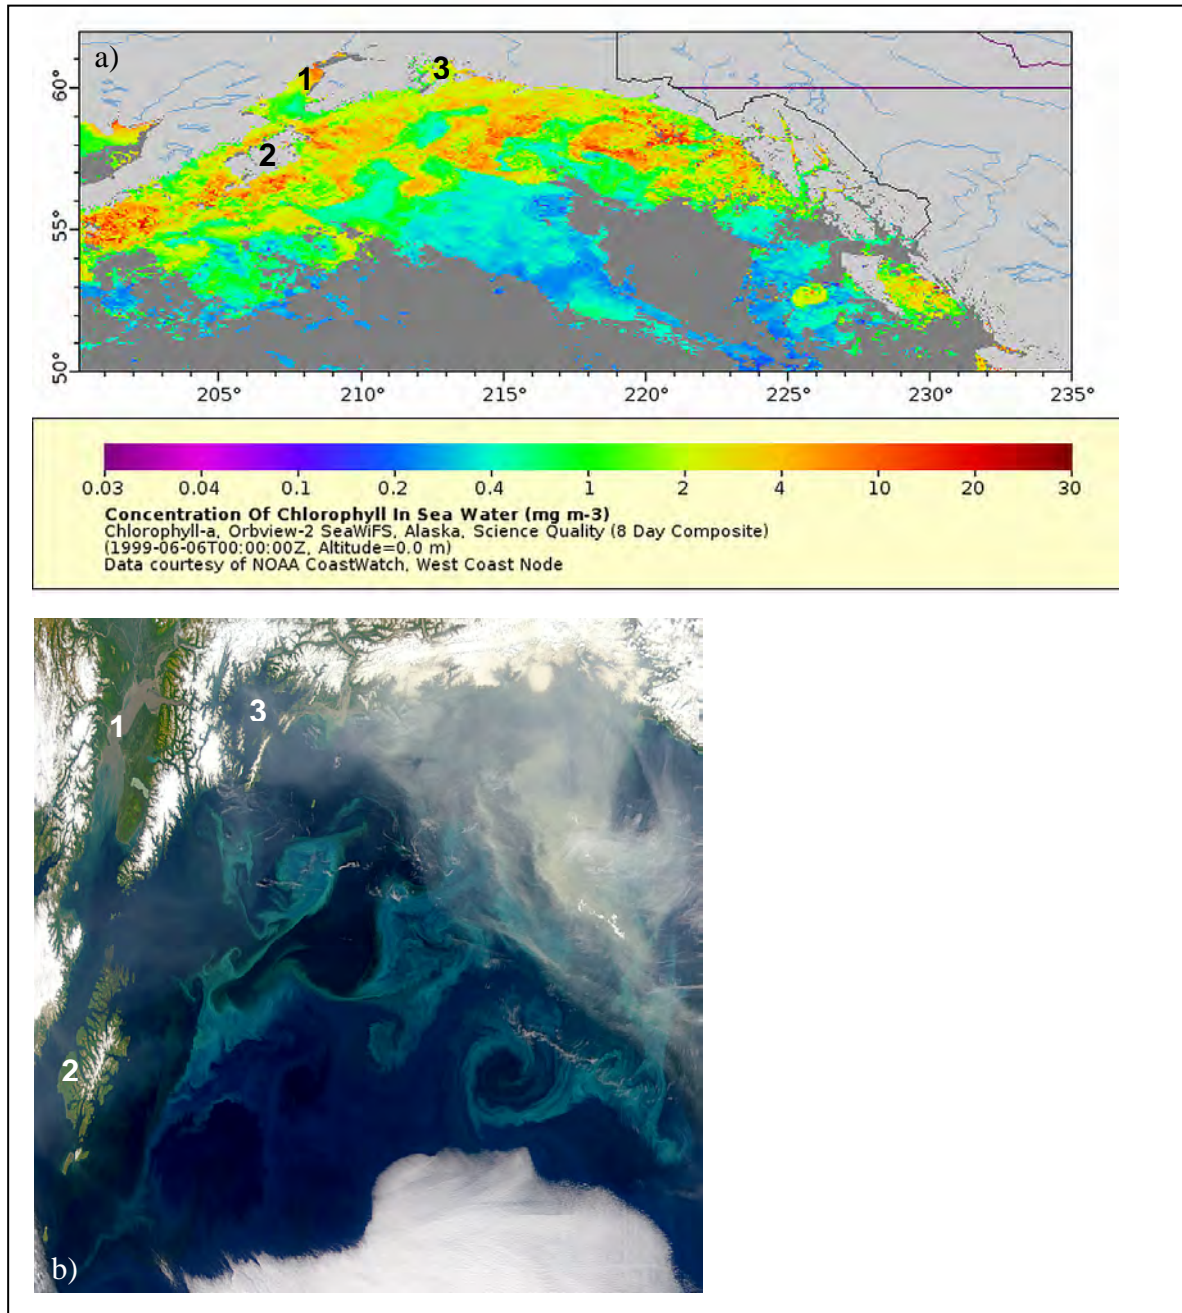 a)
1
3
2
60°
55°
50°
205° 210° 215° 220° 225° 230° 235°
0.03 0.04 0.1 0.2 0.4 1 2 4 10 20 30
Concentration Of Chlorophyll In Sea Water (mg m-3)
Chlorophyll-a, Orbview-2 SeaWiFS, Alaska, Science Quality (8 Day Composite)
(1999-06-06T00:00:00Z, Altitude=0.0 m)
Data courtesy of NOAA CoastWatch, West Coast Node
3
1
2
b)